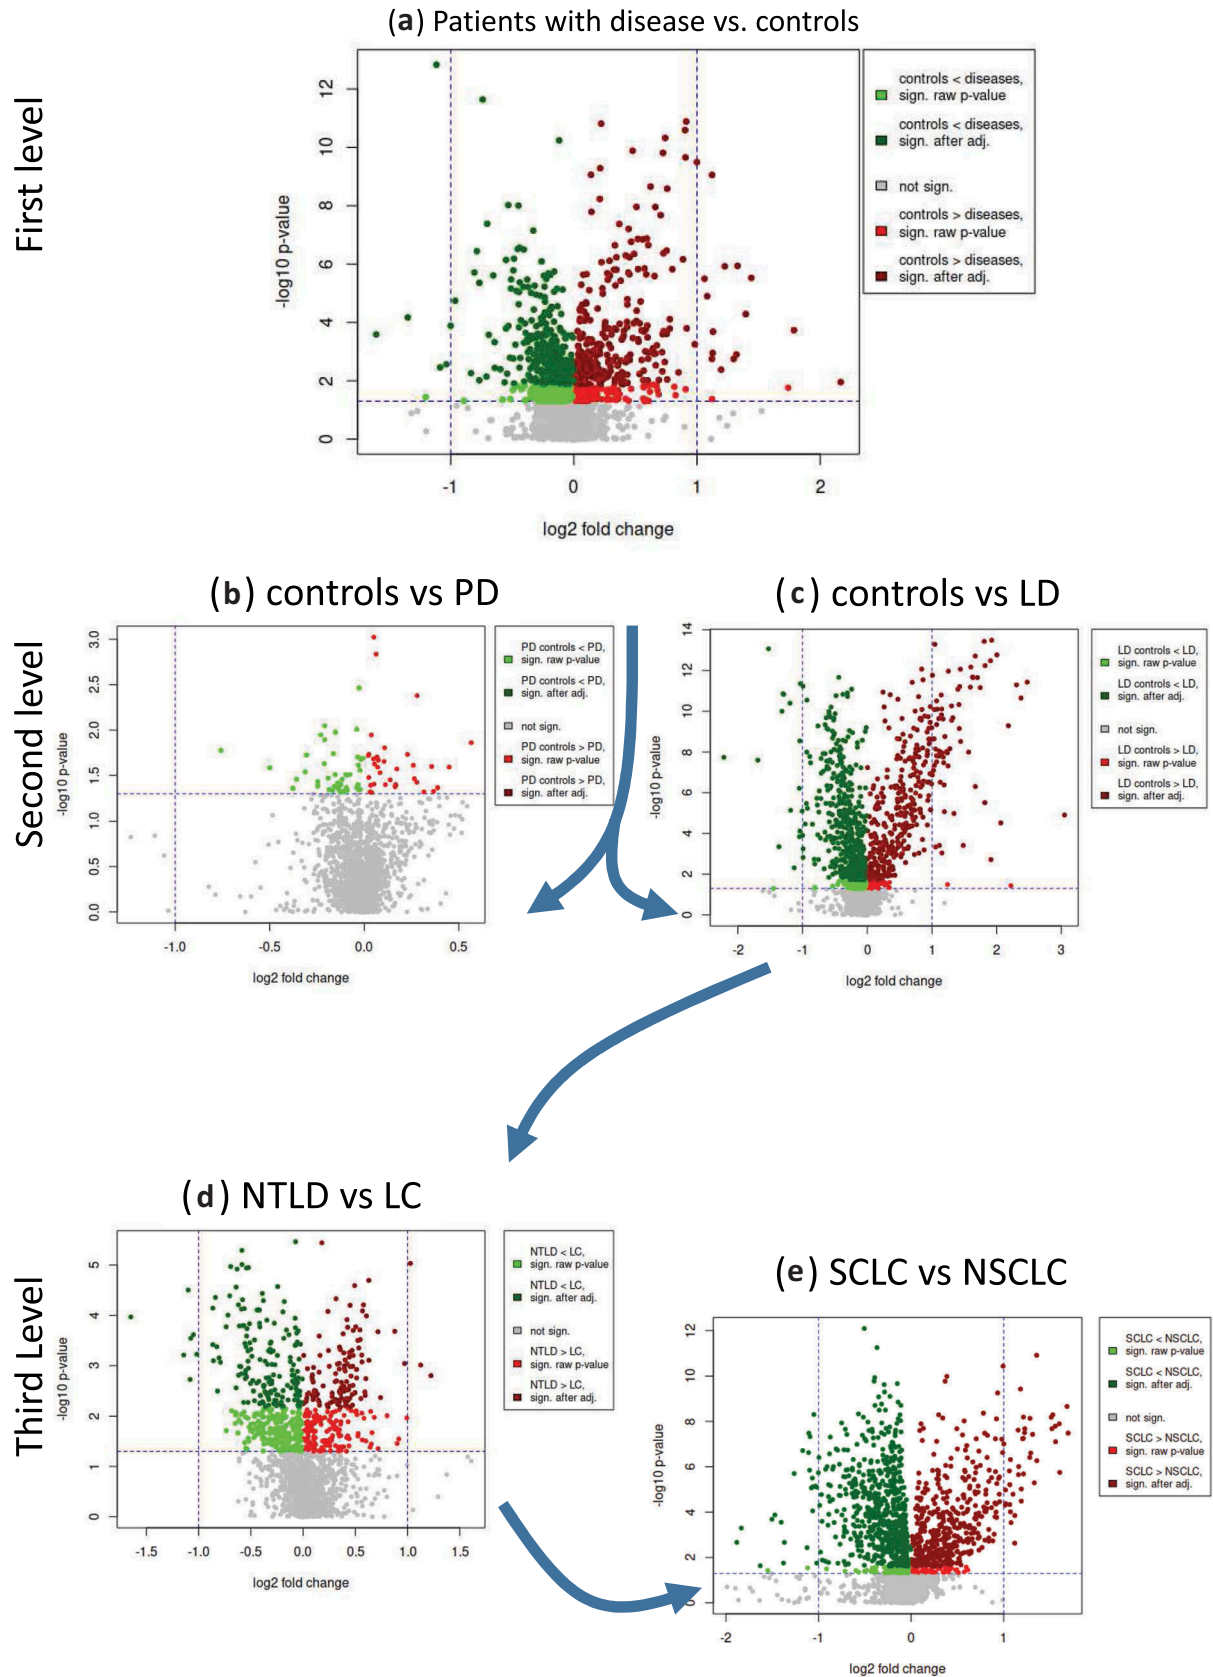 (a) Patients with disease vs. controls
First level
12
10
8
6
4
2
0
-log10 p-value
-1
0
1
2
log2 fold change
controls < diseases,
sign. raw p-value
controls < diseases,
sign. after adj.
not sign.
controls > diseases,
sign. raw p-value
controls > diseases,
sign. after adj.
Second level
(b) controls vs PD
3.0
2.5
2.0
1.5
1.0
0.5
0.0
-log10 p-value
-1.0
-0.5
0.0
0.5
log2 fold change
PD controls < PD,
sign. raw p-value
PD controls < PD,
sign. after adj.
not sign.
PD controls > PD,
sign. raw p-value
PD controls > PD,
sign. after adj.
(c) controls vs LD
14
12
10
8
6
4
2
0
-log10 p-value
-2
-1
0
1
2
3
log2 fold change
LD controls < LD,
sign. raw p-value
LD controls < LD,
sign. after adj.
not sign.
LD controls > LD,
sign. raw p-value
LD controls > LD,
sign. after adj.
Third Level
(d) NTLD vs LC
5
4
3
2
1
0
-log10 p-value
-1.5
-1.0
-0.5
0.0
0.5
1.0
1.5
log2 fold change
NTLD < LC,
sign. raw p-value
NTLD < LC,
sign. after adj.
not sign.
NTLD > LC,
sign. raw p-value
NTLD > LC,
sign. after adj.
(e) SCLC vs NSCLC
12
10
8
6
4
2
0
-log10 p-value
-2
-1
0
1
log2 fold change
SCLC < NSCLC,
sign. raw p-value
SCLC < NSCLC,
sign. after adj.
not sign.
SCLC > NSCLC,
sign. raw p-value
SCLC > NSCLC,
sign. after adj.